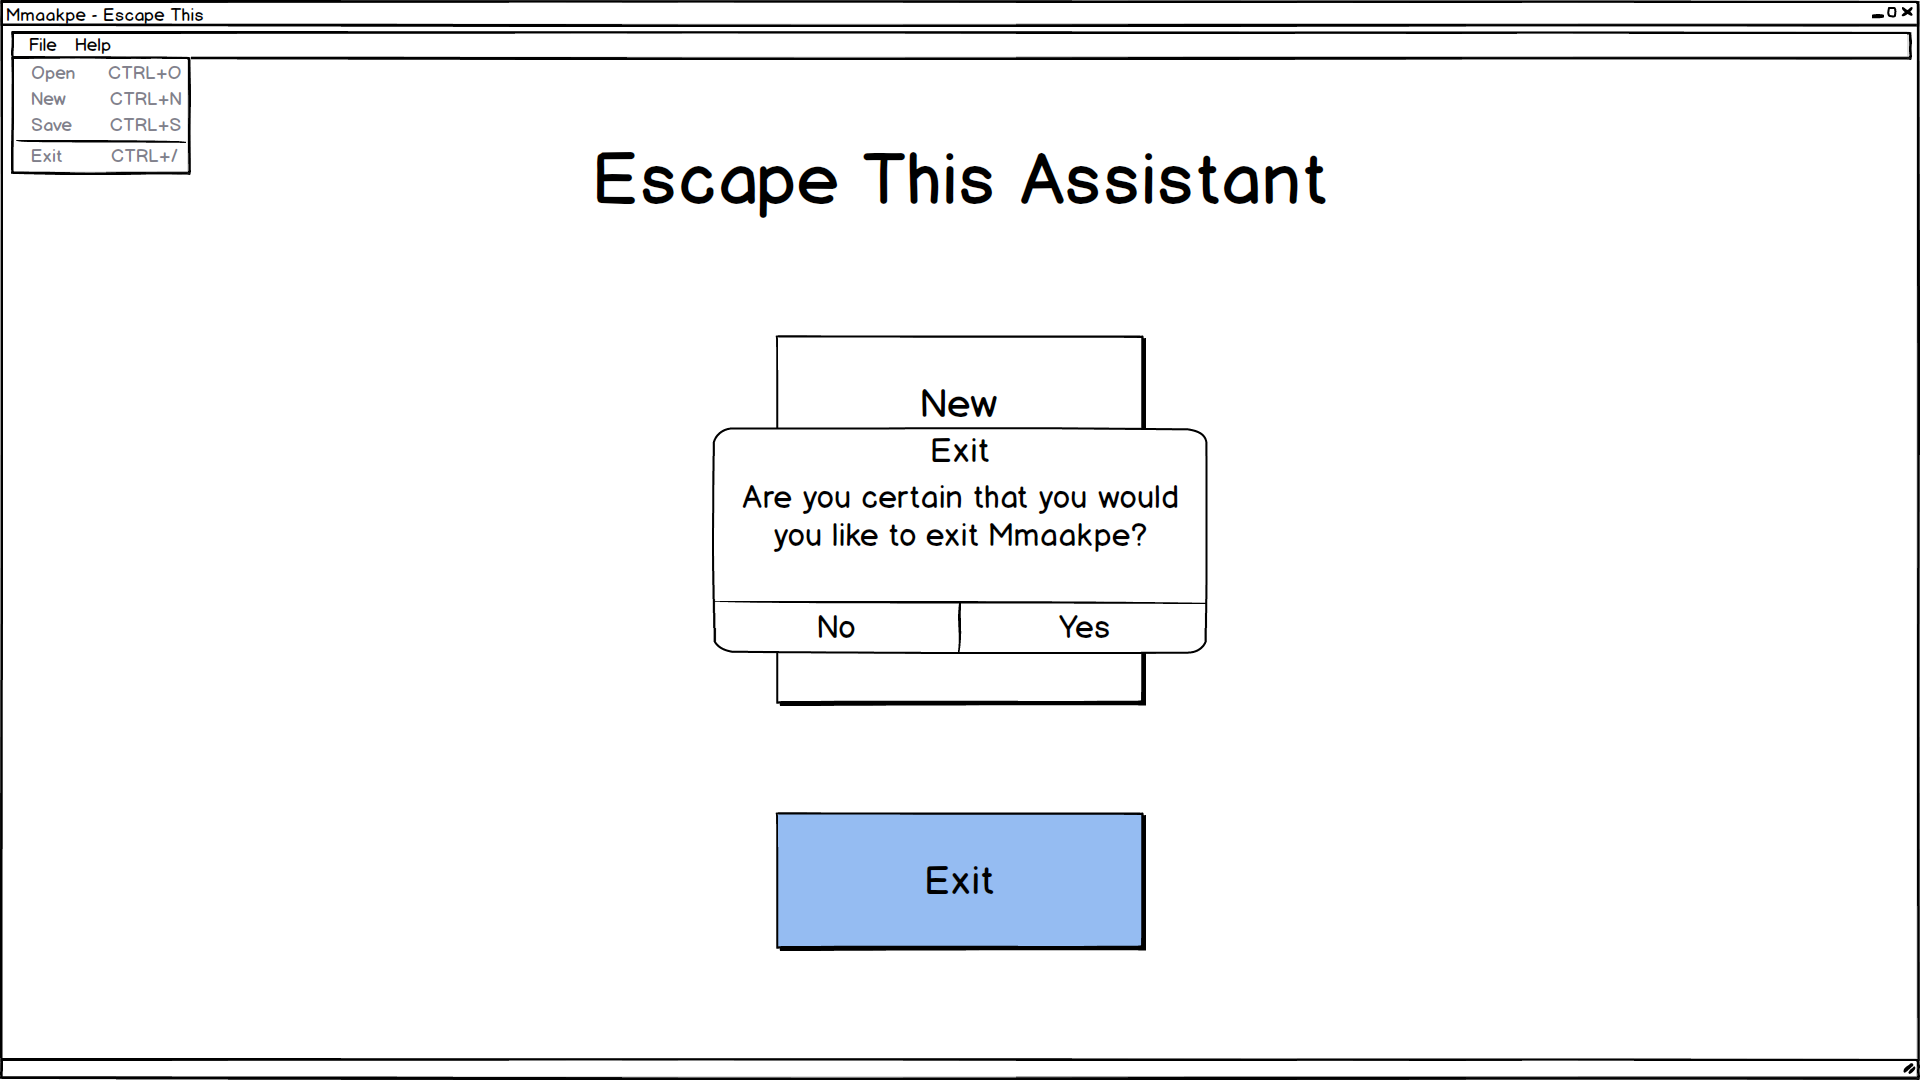 Mmaakpe - Escape This
File Help
Open CTRL+O
New CTRL+N
Save CTRL+S
Exit CTRL+/
Escape This Assistant
New
Exit
Are you certain that you would
you like to exit Mmaakpe?
No Yes
Exit